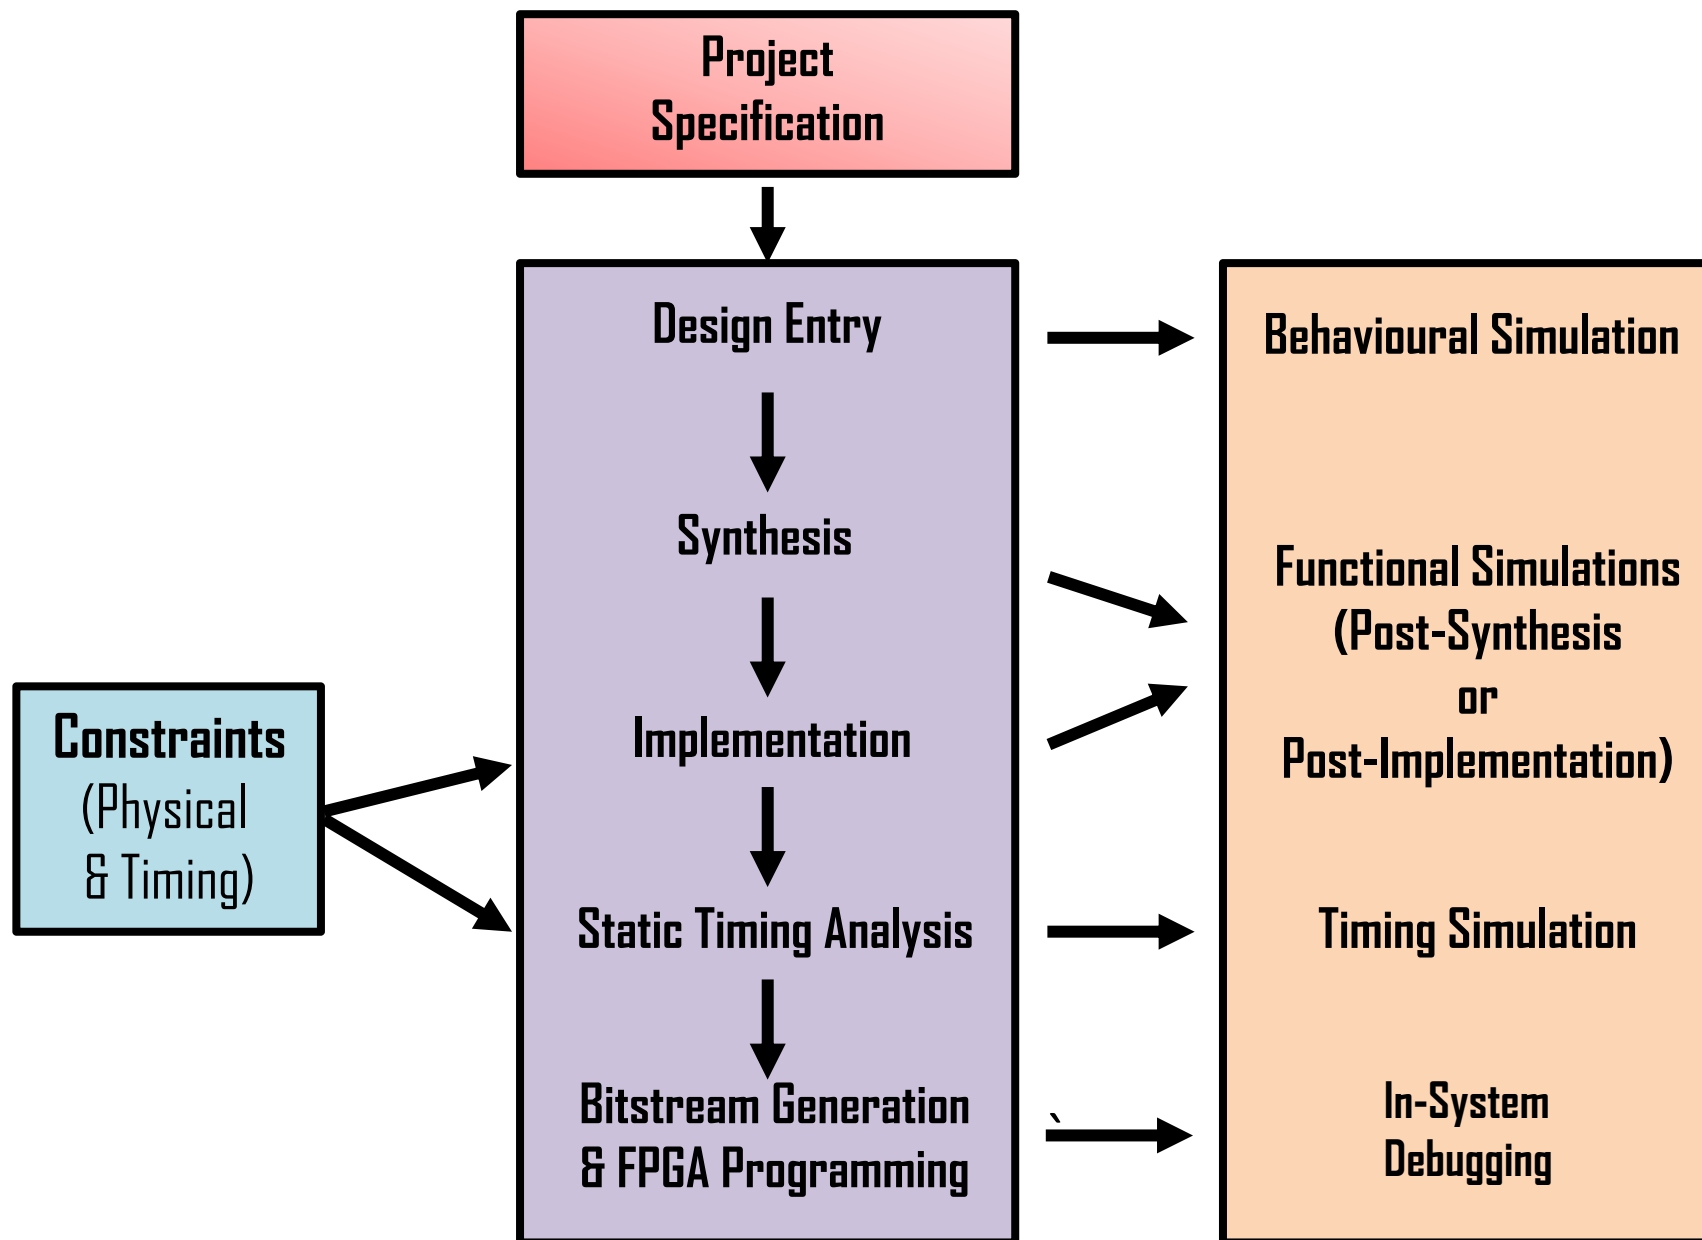 Project
Specification
Design Entry
Behavioural Simulation
Synthesis
Functional Simulations
(Post-Synthesis
or
Post-Implementation)
Implementation
Constraints
(Physical
& Timing)
Static Timing Analysis
Timing Simulation
Bitstream Generation
& FPGA Programming
`
In-System
Debugging